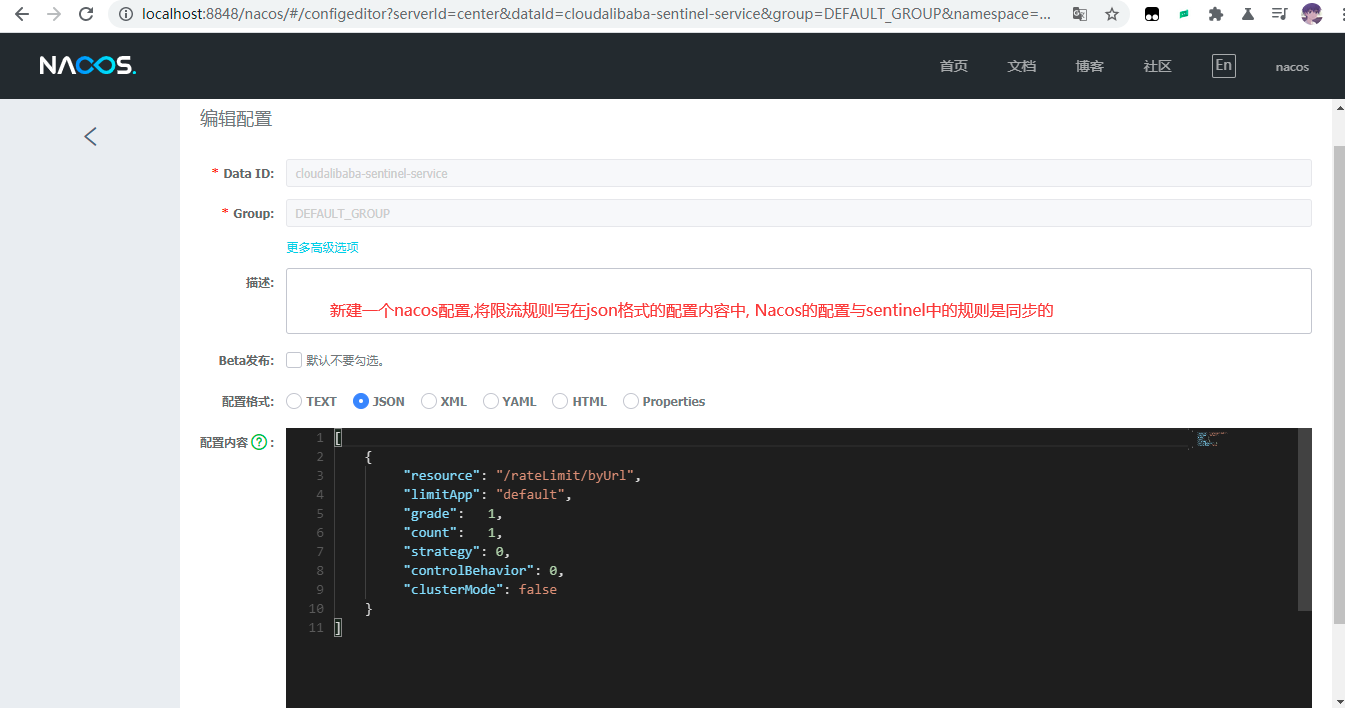 localhost:8848/nacos/#/configeditor?serverId=center&dataId=cloudalibaba-sentinel-service&group=DEFAULT_GROUP&namespace=...
NACOS.
首页 文档 博客 社区 En nacos
编辑配置
* Data ID: cloudalibaba-sentinel-service
* Group: DEFAULT_GROUP
更多高级选项
描述:
新建一个nacos配置,将限流规则写在json格式的配置内容中, Nacos的配置与sentinel中的规则是同步的
Beta发布: 默认不要勾选。
配置格式: TEXT JSON XML YAML HTML Properties
配置内容 ? :
1 [
2 {
3 "resource": "/rateLimit/byUrl",
4 "limitApp": "default",
5 "grade": 1,
6 "count": 1,
7 "strategy": 0,
8 "controlBehavior": 0,
9 "clusterMode": false
10 }
11 ]